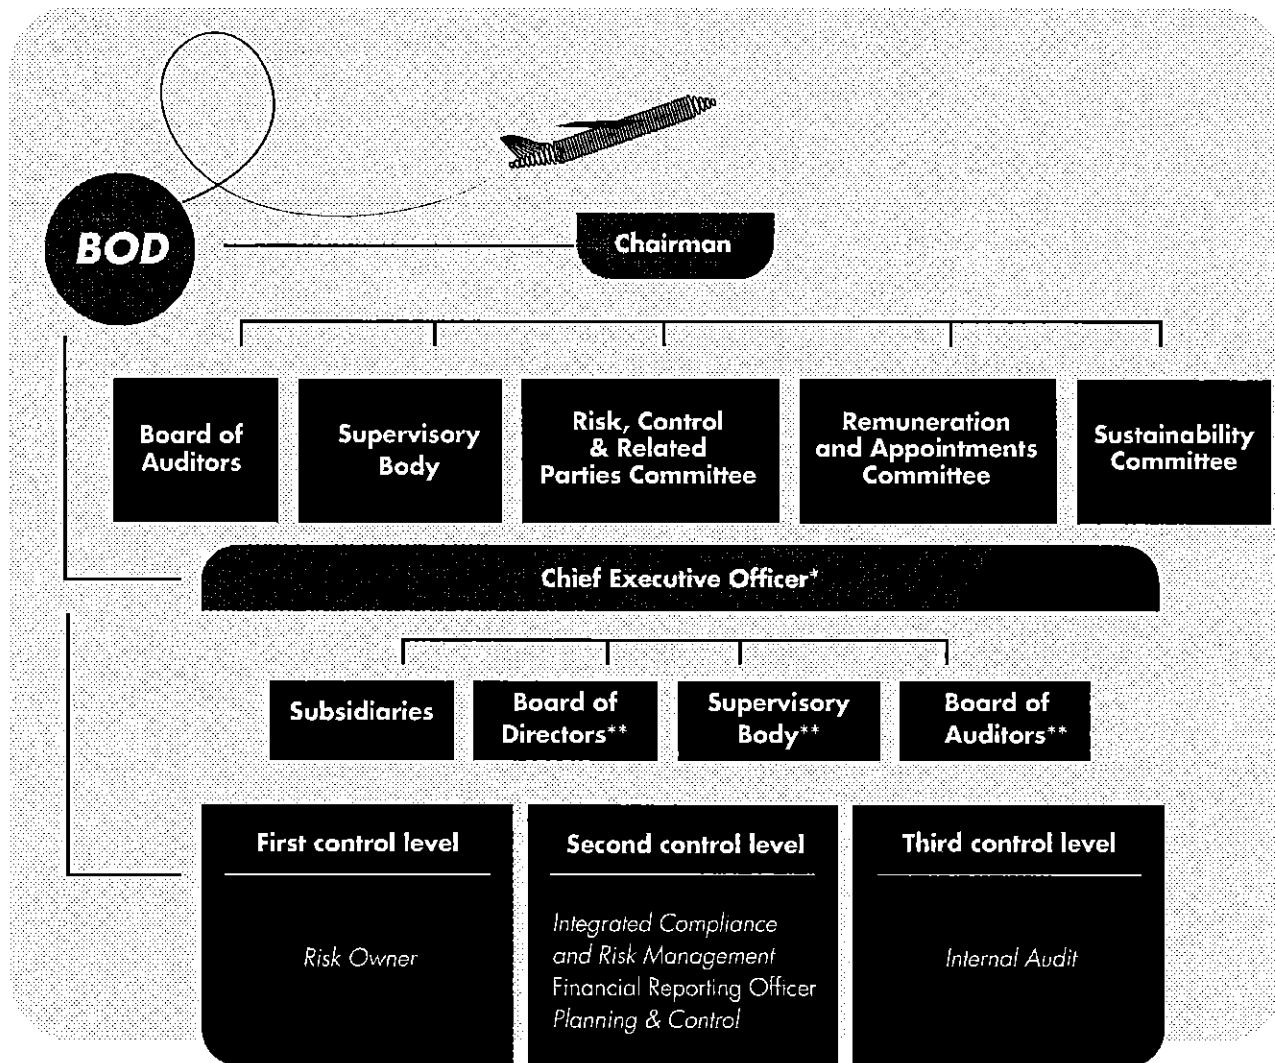 BOD
Chairman
Board of
Auditors
Supervisory
Body
Risk, Control
& Related
Parties Committee
Remuneration
and Appointments
Committee
Sustainability
Committee
Chief Executive Officer*
Subsidiaries
Board of
Directors**
Supervisory
Body**
Board of
Auditors**
First control level
Risk Owner
Second control level
Integrated Compliance
and Risk Management
Financial Reporting Officer
Planning & Control
Third control level
Internal Audit